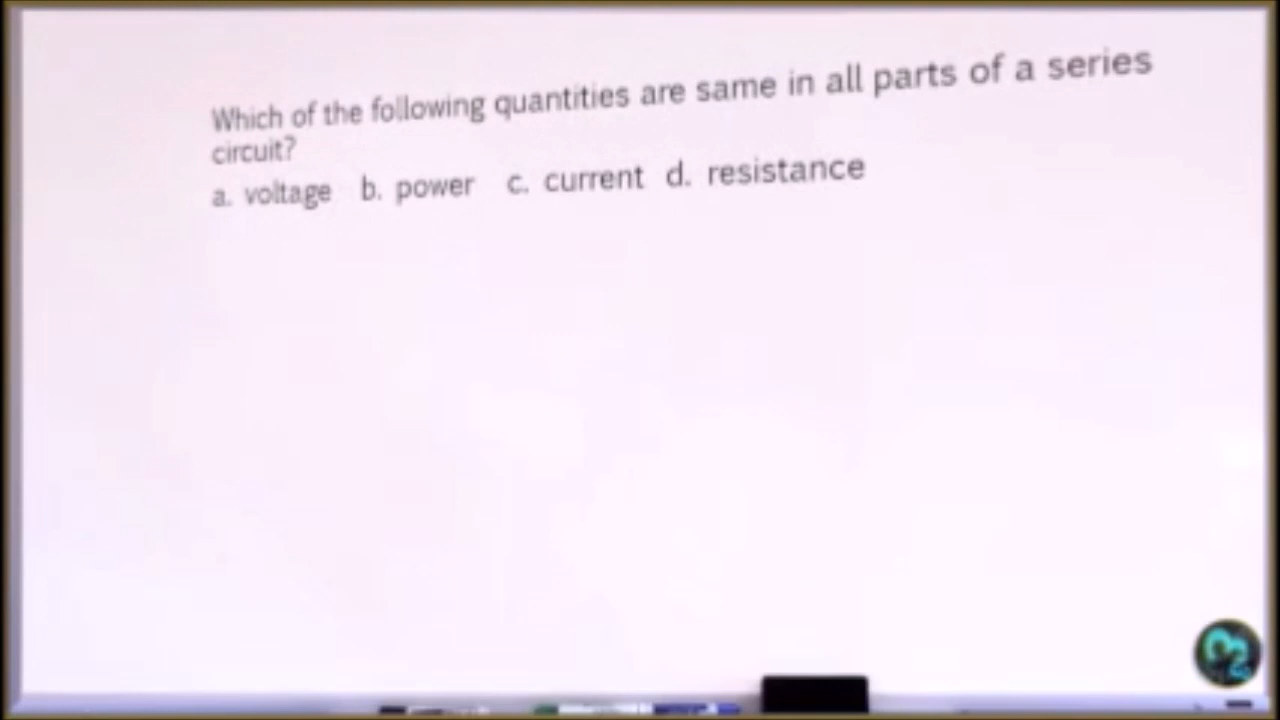 Which of the following quantities are same in all parts of a series
circuit?
a. voltage b. power c. current d. resistance